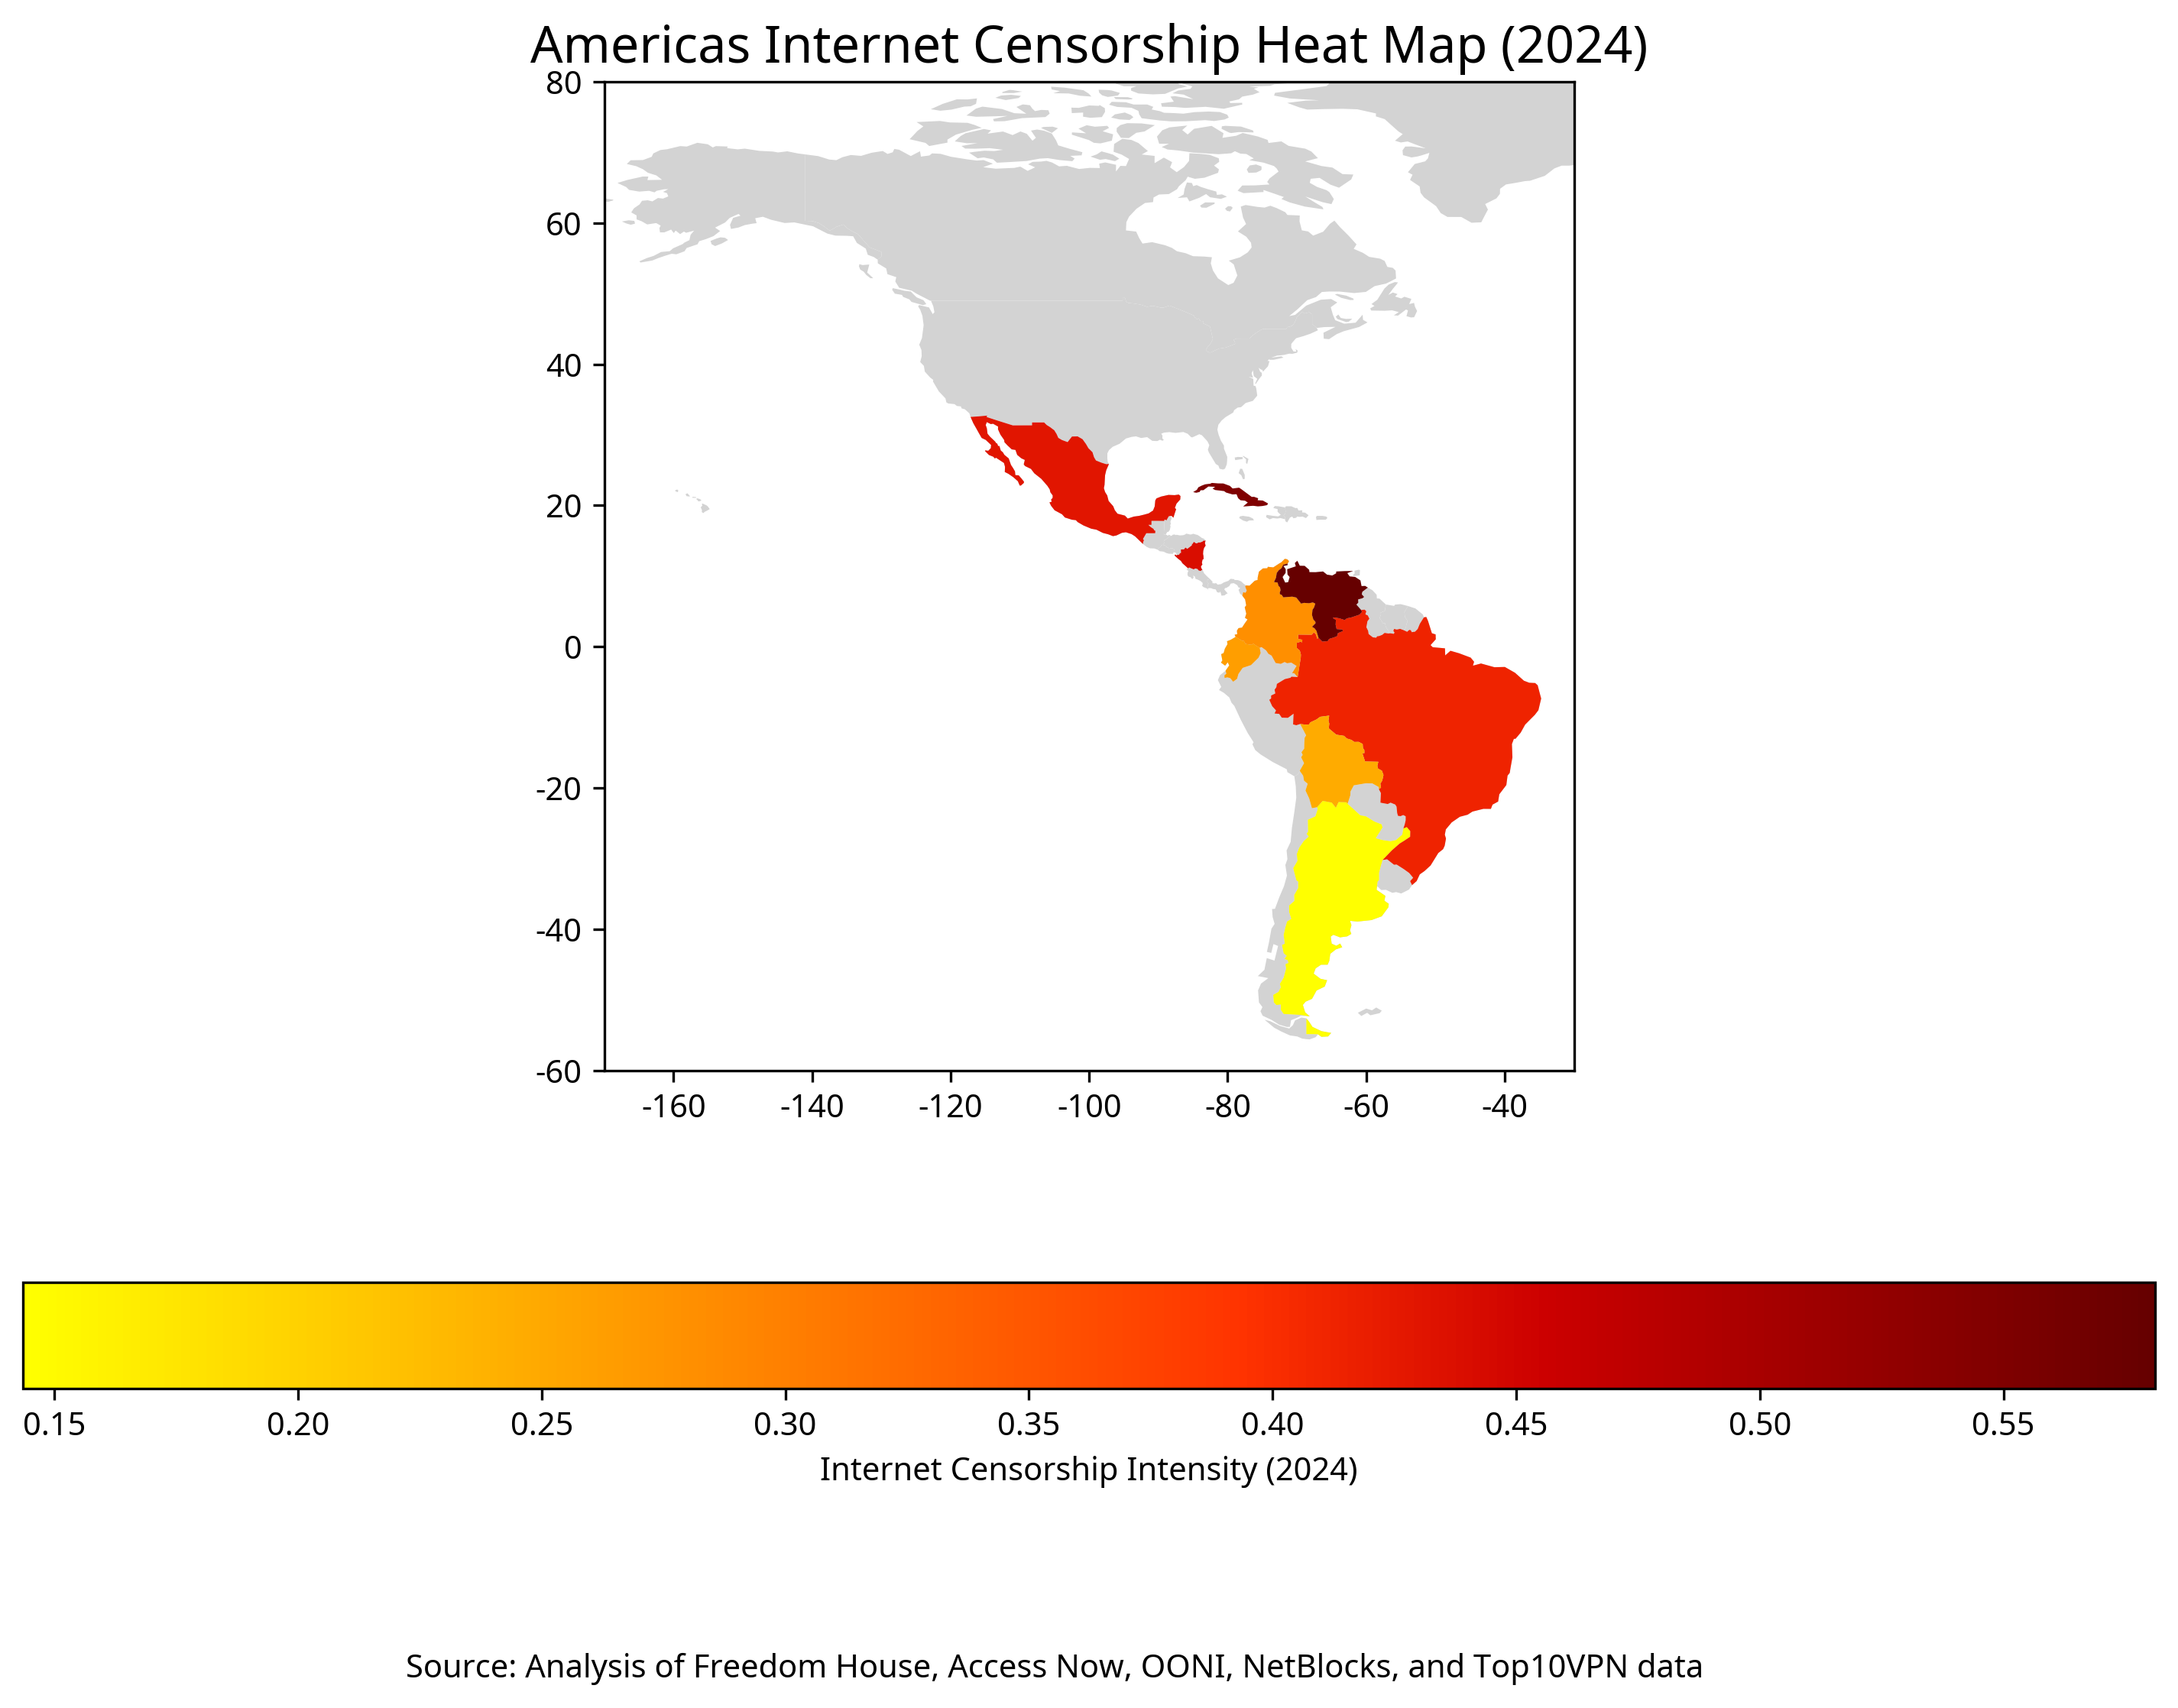 Americas Internet Censorship Heat Map (2024)
80
60
40
20
0
-20
-40
-60
-160 -140 -120 -100 -80 -60 -40
0.15 0.20 0.25 0.30 0.35 0.40 0.45 0.50 0.55
Internet Censorship Intensity (2024)
Source: Analysis of Freedom House, Access Now, OONI, NetBlocks, and Top10VPN data